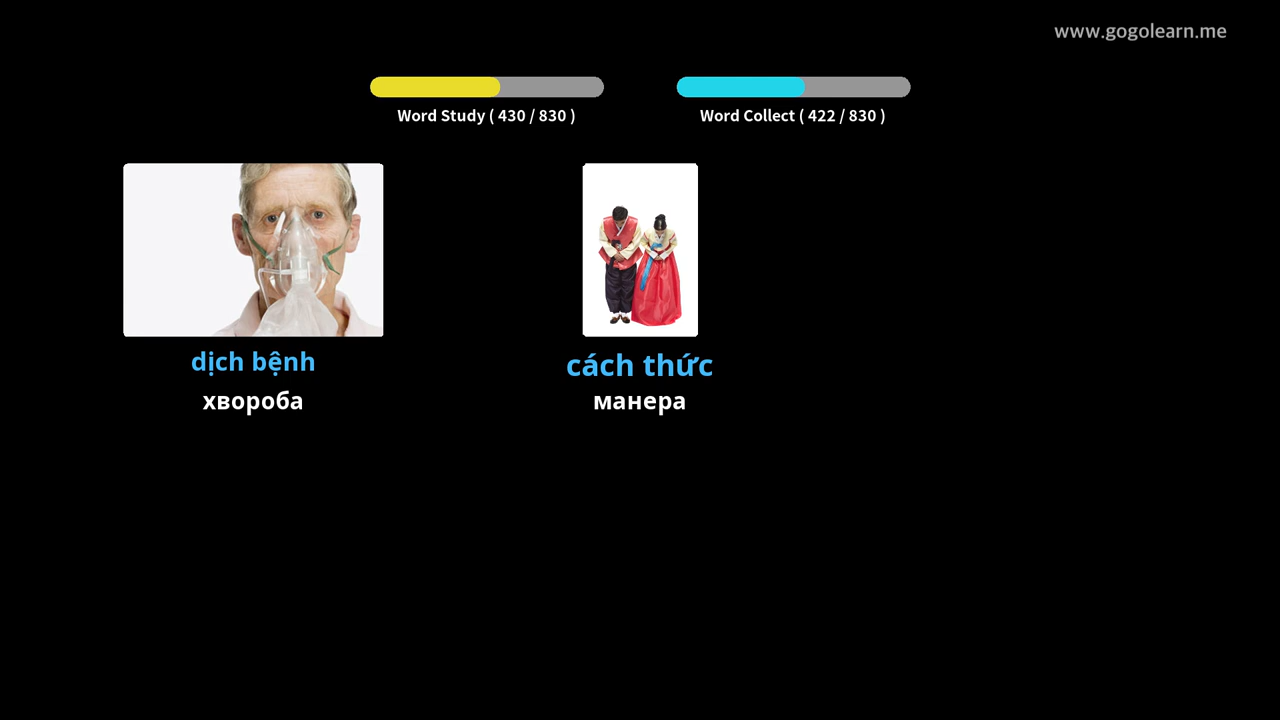 www.gogolearn.me
Word Study ( 430 / 830 )
Word Collect ( 422 / 830 )
dịch bệnh
хвороба
cách thức
манера